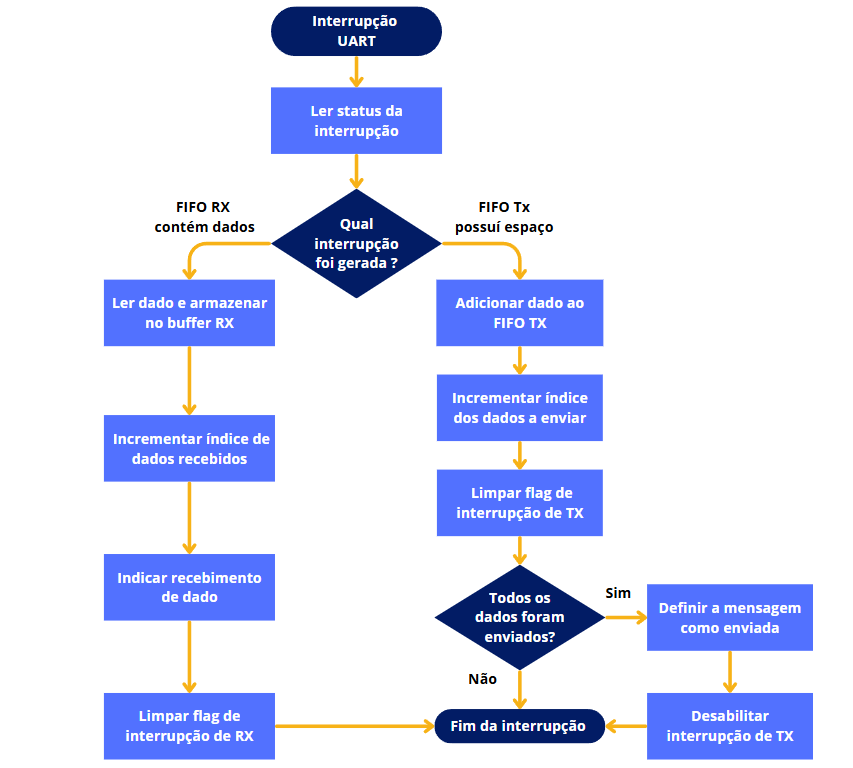 Interrupção
UART
Ler status da
interrupção
FIFO RX
contém dados
FIFO Tx
possuí espaço
Qual
interrupção
foi gerada ?
Ler dado e armazenar
no buffer RX
Adicionar dado ao
FIFO TX
Incrementar índice
dos dados a enviar
Incrementar índice de
dados recebidos
Limpar flag de
interrupção de TX
Indicar recebimento
de dado
Todos os
dados foram
enviados?
Sim
Definir a mensagem
como enviada
Não
Limpar flag de
interrupção de RX
Fim da interrupção
Desabilitar
interrupção de TX